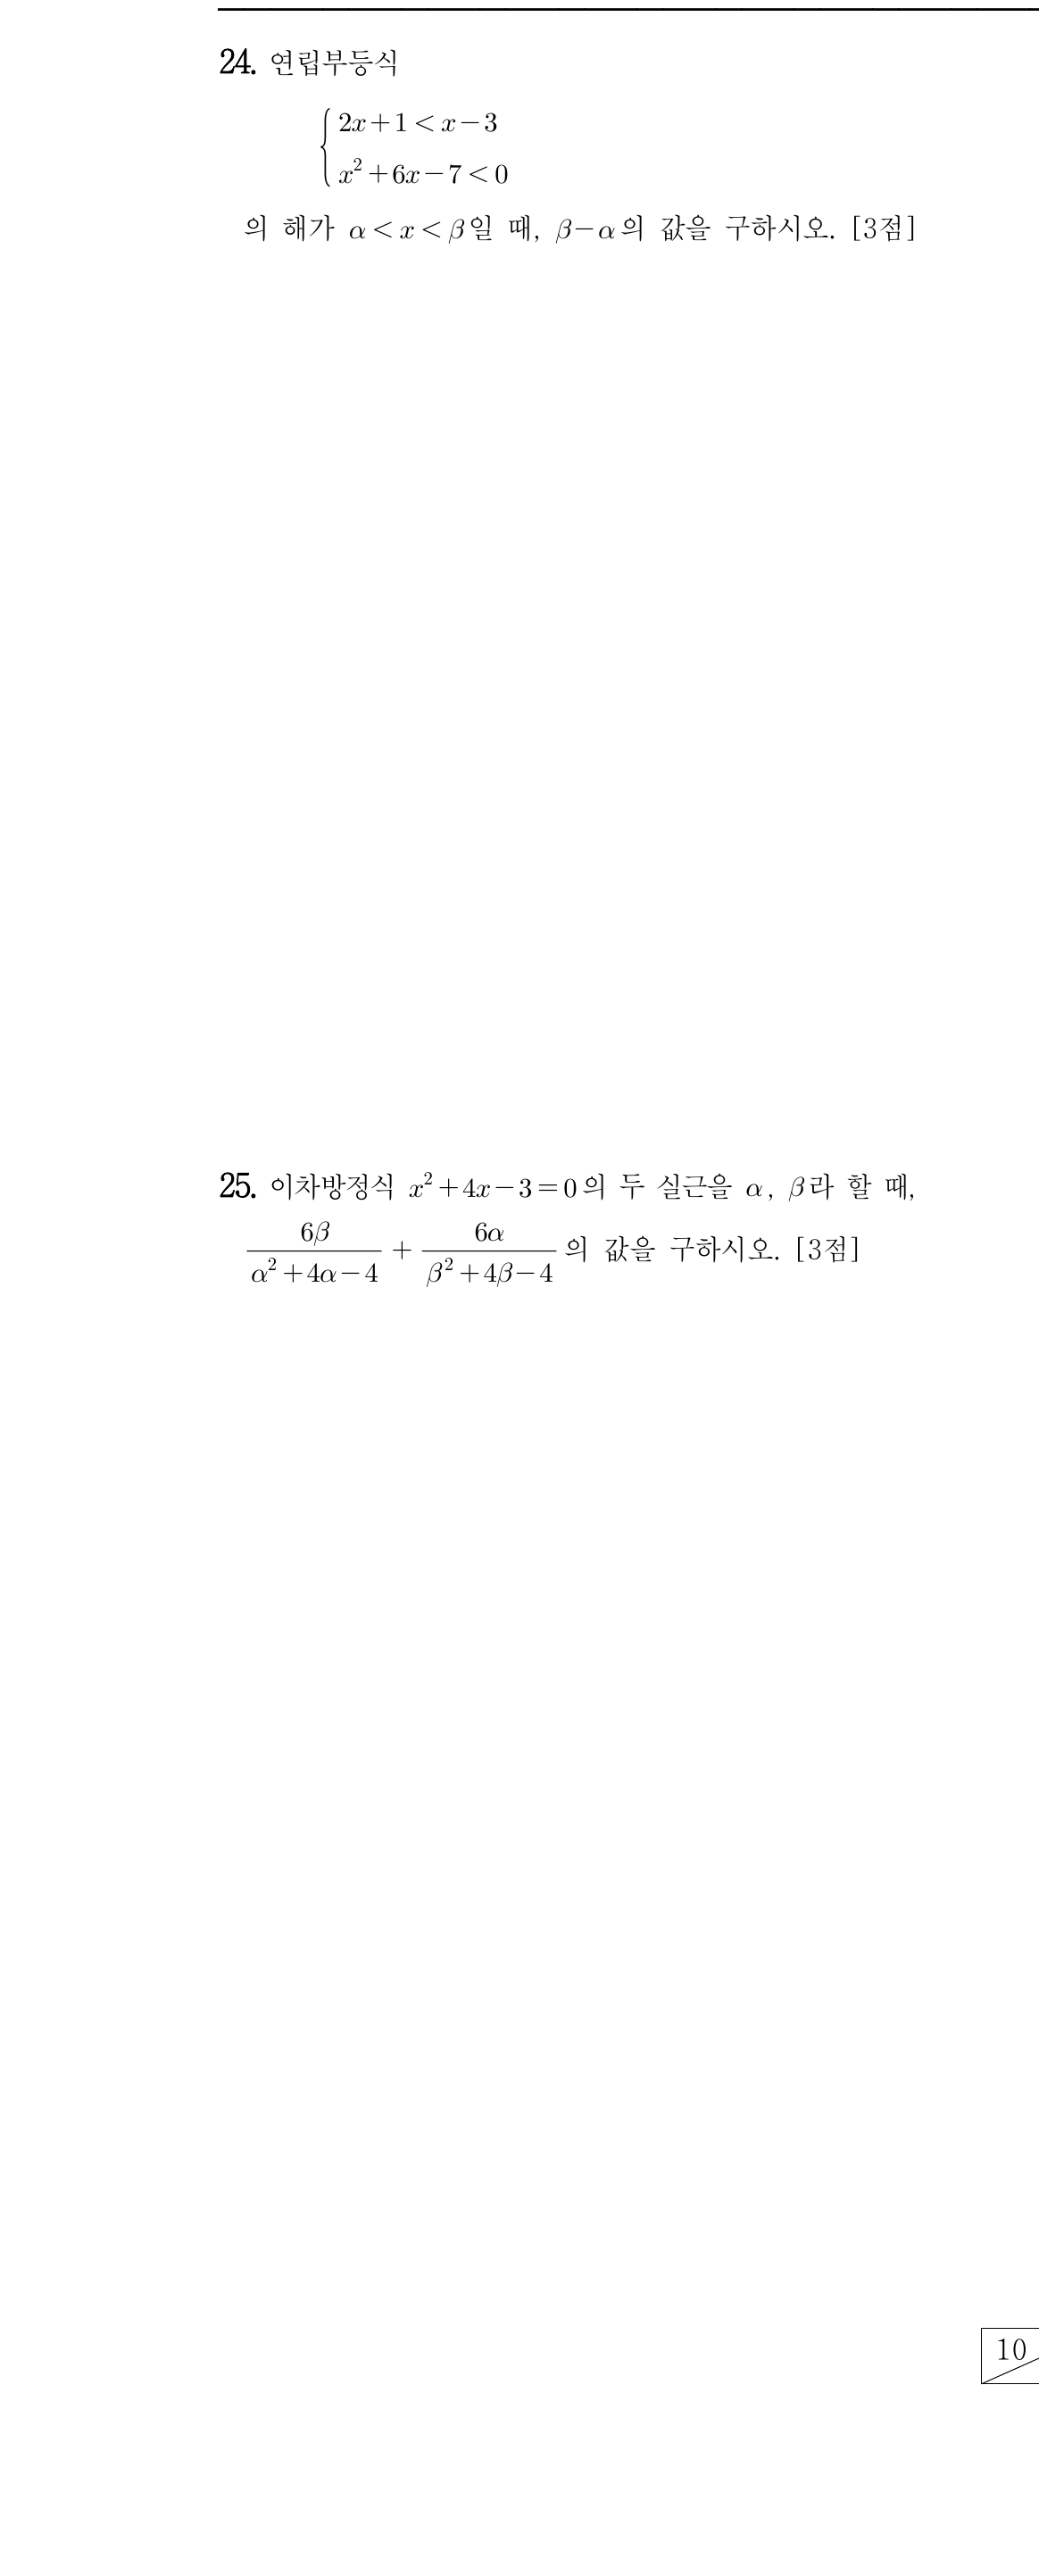 24. 연립부등식
{ 2x+1<x−3
x²+6x−7<0
의 해가 α<x<β일 때, β−α의 값을 구하시오. [3점]
25. 이차방정식 x²+4x−3=0의 두 실근을 α, β라 할 때,
6β/(α²+4α−4) + 6α/(β²+4β−4) 의 값을 구하시오. [3점]
10